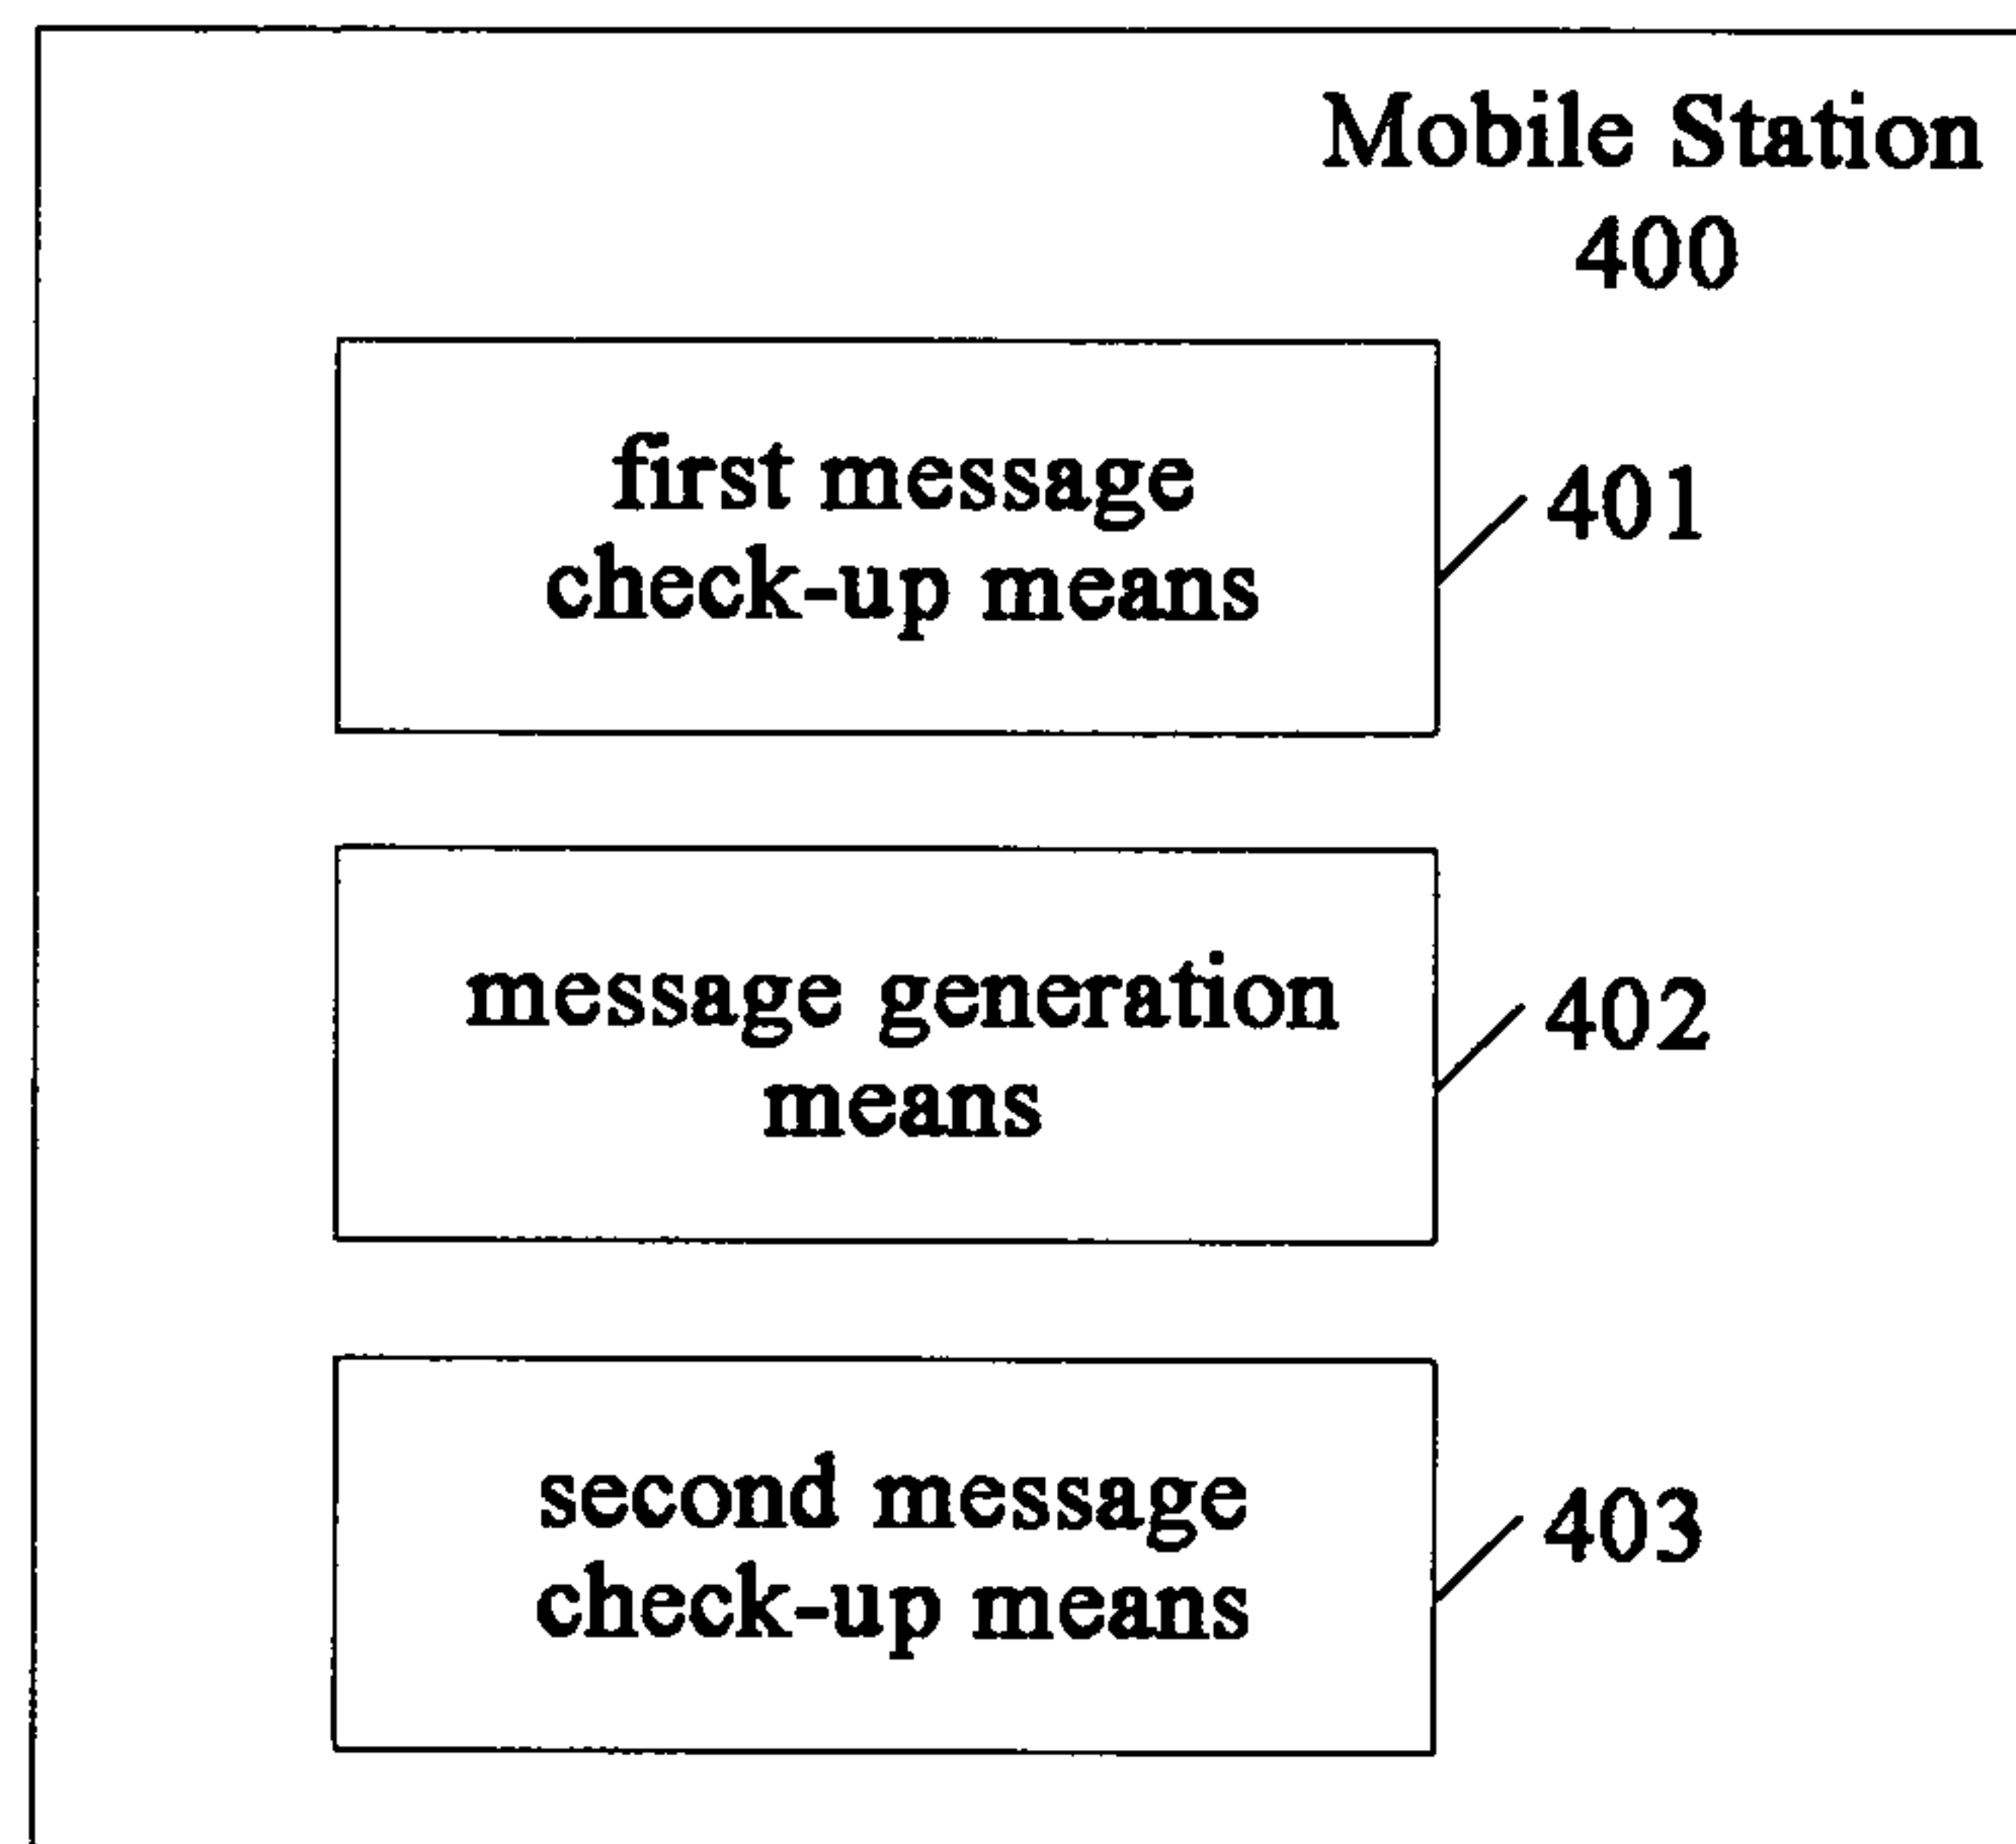 Mobile Station
400
first message
check-up means
401
message generation
means
402
second message
check-up means
403